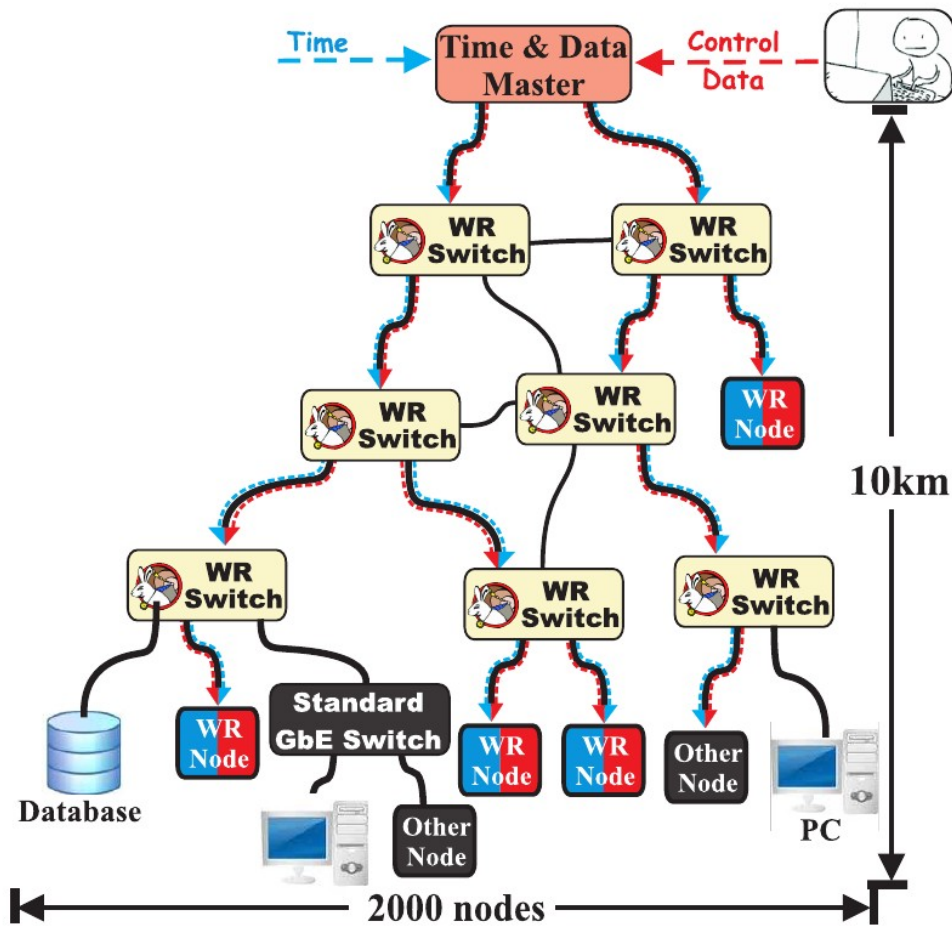 Time
Time & Data
Master
Control
Data
WR
Switch
WR
Switch
WR
Switch
WR
Switch
WR
Node
10km
WR
Switch
WR
Switch
WR
Switch
Database
WR
Node
Standard
GbE Switch
WR
Node
WR
Node
Other
Node
PC
Other
Node
2000 nodes